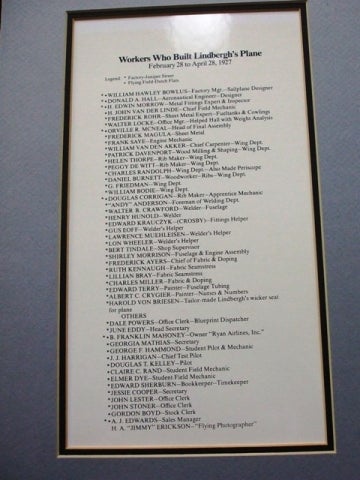 Workers Who Built Lindbergh's Plane
February 28 to April 28, 1927
Legend: * Factory-Juniper Street
• Flying Field-Dutch Flats
•WILLIAM HAWLEY BOWLUS—Factory Mgr.—Sailplane Designer
DONALD A. HALL—Aeronautical Engineer—Designer
H. EDWIN MORROW—Metal Fittings Expert & Inspector
H. JOHN VAN DER LINDE—Chief Field Mechanic
FREDERICK ROHR—Sheet Metal Expert—Fueltanks & Cowlings
WALTER LOCKE—Office Mgr.—Helped Hall with Weight Analysis
ORVILLE R. MCNEAL—Head of Final Assembly
FREDERICK MAGULA—Sheet Metal
FRANK SAYE—Engine Mechanic
WILLIAM VAN DEN AKKER—Chief Carpenter—Wing Dept.
PATRICK DAVENPORT—Wood Milling & Shaping—Wing Dept.
HELEN THORPE—Rib Maker—Wing Dept.
PEGGY DE WITT—Rib Maker—Wing Dept.
CHARLES RANDOLPH—Wing Dept.—Also Made Periscope
DANIEL BURNETT—Woodworker—Ribs—Wing Dept.
G. FRIEDMAN—Wing Dept.
WILLIAM BODIE—Wing Dept.
DOUGLAS CORRIGAN—Rib Maker—Apprentice Mechanic
"ANDY" ANDERSON—Foreman of Welding Dept.
WALTER B. CRAWFORD—Welder—Fuselage
HENRY HUNOLD—Welder
EDWARD KRAUCZYK—(CROSBY)—Fittings Helper
GUS EOFF—Welder's Helper
LAWRENCE MUEHLEISEN—Welder's Helper
LON WHEELER—Welder's Helper
BERT TINDALE—Shop Supervisor
SHIRLEY MORRISON—Fuselage & Engine Assembly
FREDERICK AYERS—Chief of Fabric & Doping
RUTH KENNAUGH—Fabric Seamstress
LILLIAN BRAY—Fabric Seamstress
CHARLES MILLER—Fabric & Doping
EDWARD TERRY—Painter—Fuselage Tubing
ALBERT C. CRYGIER—Painter—Names & Numbers
HAROLD VON BRIESEN—Tailor-made Lindbergh's wicker seat
for plane
OTHERS
DALE POWERS—Office Clerk—Blueprint Dispatcher
JUNE EDDY—Head Secretary
B. FRANKLIN MAHONEY—Owner "Ryan Airlines, Inc."
GEORGIA MATHIAS—Secretary
GEORGE F. HAMMOND—Student Pilot & Mechanic
J. J. HARRIGAN—Chief Test Pilot
DOUGLAS T. KELLEY—Pilot
CLAIRE C. RAND—Student Field Mechanic
ELMER DYE—Student Field Mechanic
EDWARD SHERBURN—Bookkeeper—Timekeeper
JESSIE COOPER—Secretary
JOHN LESTER—Office Clerk
JOHN STONER—Office Clerk
GORDON BOYD—Stock Clerk
A. J. EDWARDS—Sales Manager
H. A. "JIMMY" ERICKSON—"Flying Photographer"